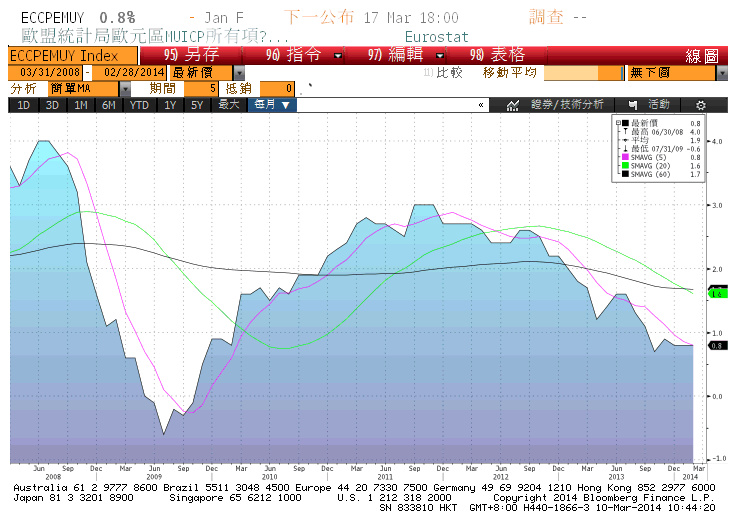 ECCPEMUY 0.8% - Jan F 下一公布 17 Mar 18:00 調查 --
歐盟統計局歐元區MUICP所有項?... Eurostat
ECCPEMUY Index 95) 另存 96) 指令 97) 編輯 98) 表格 線圖
03/31/2008 - 02/28/2014 最新價 比較 移動平均 無下圖
分析 簡單MA 期間 5 抵銷 0
1D 3D 1M 6M YTD 1Y 5Y 最大 每月 ▼ « 證券/技術分析 活動
最新價 0.8
最高 06/30/08 4.0
平均 1.9
最低 07/31/09 -0.6
SMAVG (5) 0.8
SMAVG (20) 1.6
SMAVG (60) 1.7
4.0
3.0
2.0
1.6
1.0
0.8
0.0
-1.0
Jun Sep Dec Mar Jun Sep Dec Mar Jun Sep Dec Mar Jun Sep Dec Mar Jun Sep Dec Mar Jun Sep Dec Mar
2008 2009 2010 2011 2012 2013 2014
Australia 61 2 9777 8600 Brazil 5511 3048 4500 Europe 44 20 7330 7500 Germany 49 69 9204 1210 Hong Kong 852 2977 6000
Japan 81 3 3201 8900 Singapore 65 6212 1000 U.S. 1 212 318 2000 Copyright 2014 Bloomberg Finance L.P.
SN 833810 HKT GMT+8:00 H440-1866-3 10-Mar-2014 10:44:20